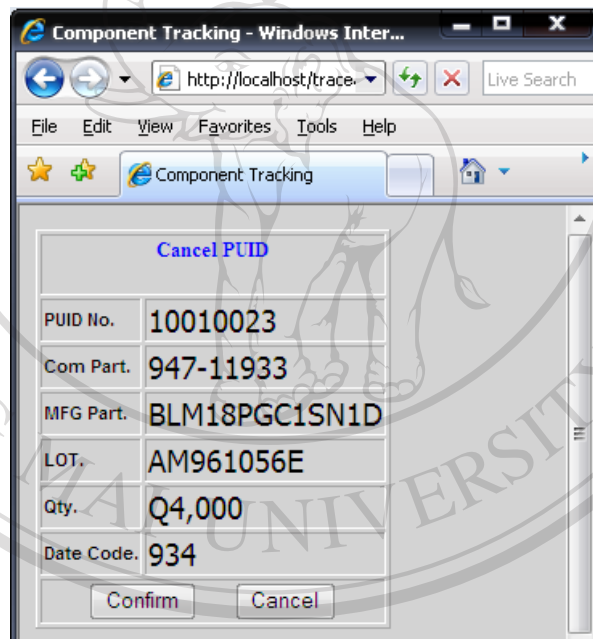 Component Tracking - Windows Inter...
http://localhost/trace. Live Search
File Edit View Favorites Tools Help
Component Tracking
Cancel PUID
PUID No. 10010023
Com Part. 947-11933
MFG Part. BLM18PGC1SN1D
LOT. AM961056E
Qty. Q4,000
Date Code. 934
Confirm Cancel
MAI UNIVERSITY